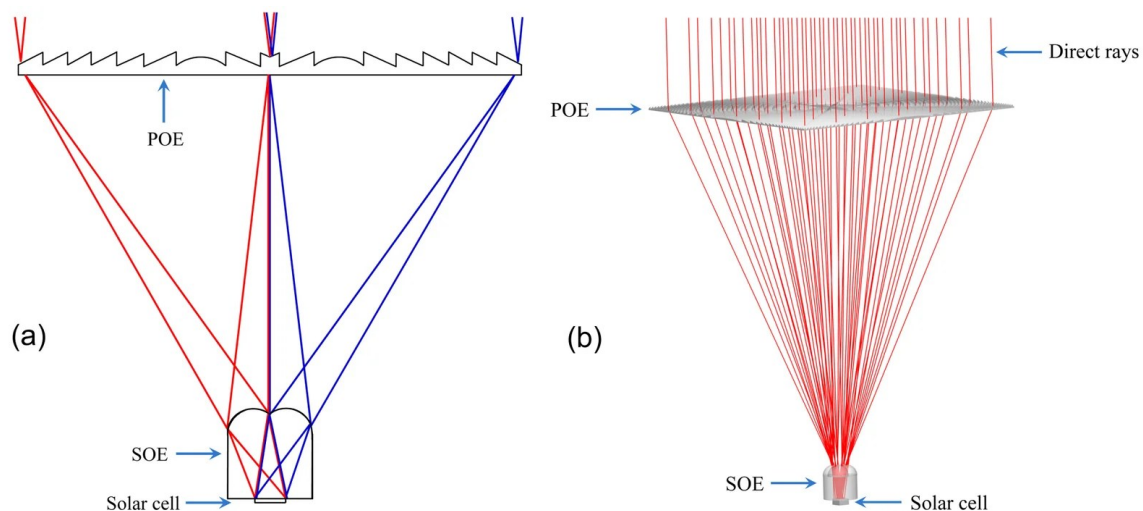 POE
(a)
SOE
Solar cell
Direct rays
POE
(b)
SOE
Solar cell